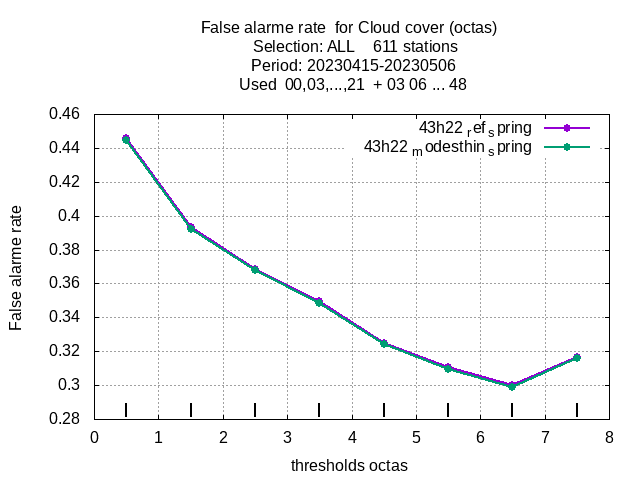 False alarme rate  for Cloud cover (octas)
Selection: ALL    611 stations
Period: 20230415-20230506
Used  00,03,...,21  + 03 06 ... 48
43h22 ref spring
43h22 modesthin spring
0.46
0.44
0.42
0.4
0.38
0.36
0.34
0.32
0.3
0.28
False alarme rate
0 1 2 3 4 5 6 7 8
thresholds octas